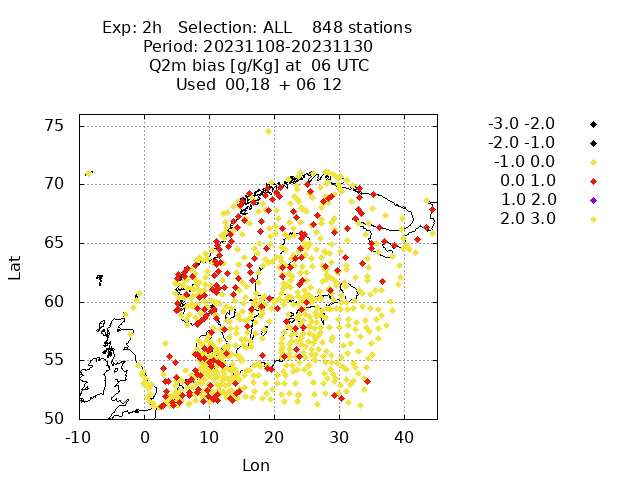 Exp: 2h   Selection: ALL    848 stations
Period: 20231108-20231130
Q2m bias [g/Kg] at  06 UTC
Used  00,18  + 06 12
-3.0 -2.0
-2.0 -1.0
-1.0 0.0
0.0 1.0
1.0 2.0
2.0 3.0
75
70
65
60
55
50
Lat
-10 0 10 20 30 40
Lon